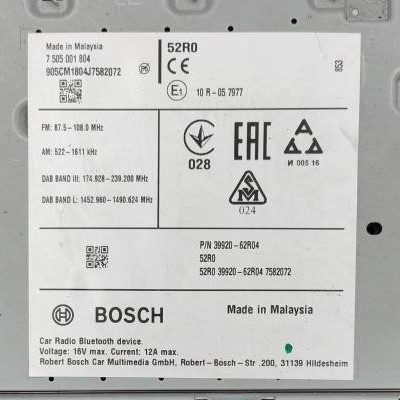 Made in Malaysia
7 505 001 804
905CM1804J7582072
52R0
CE
E1
10 R - 05 7977
FM: 87.5 - 108.0 MHz
AM: 522 - 1611 kHz
DAB BAND III: 174.928 - 239.200 MHz
DAB BAND L: 1452.960 - 1490.624 MHz
028
EAC
И 005 16
SM
024
P/N 39920 - 62R04
52R0
52R0 39920 - 62R04 7582072
BOSCH
Made in Malaysia
Car Radio Bluetooth device.
Voltage: 16V max. Current: 12A max.
Robert Bosch Car Multimedia GmbH, Robert - Bosch - Str .200, 31139 Hildesheim